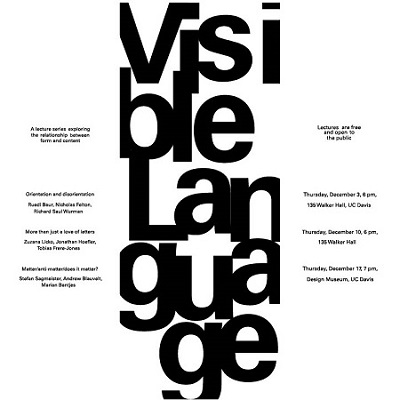 Visi
ble
Lan
gua
ge
A lecture series exploring
the relationship between
form and content
Lectures are free
and open to
the public
Orientation and disorientation
Ruedi Baur, Nicholas Felton,
Richard Saul Wurman
Thursday, December 3, 6 pm,
135 Walker Hall, UC Davis
More than just a love of letters
Zuzana Licko, Jonathan Hoefler,
Tobias Frere-Jones
Thursday, December 10, 6 pm,
135 Walker Hall
Matter/anti matter/does it matter?
Stefan Sagmeister, Andrew Blauvelt,
Marian Bantjes
Thursday, December 17, 7 pm,
Design Museum, UC Davis